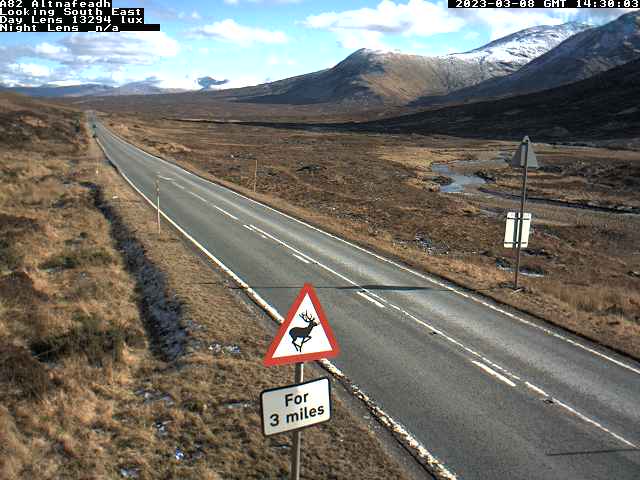 A82 Altnafeadh
Looking South East
Day Lens 13294 lux
Night Lens n/a
2023-03-08 GMT 14:30:03
For
3 miles